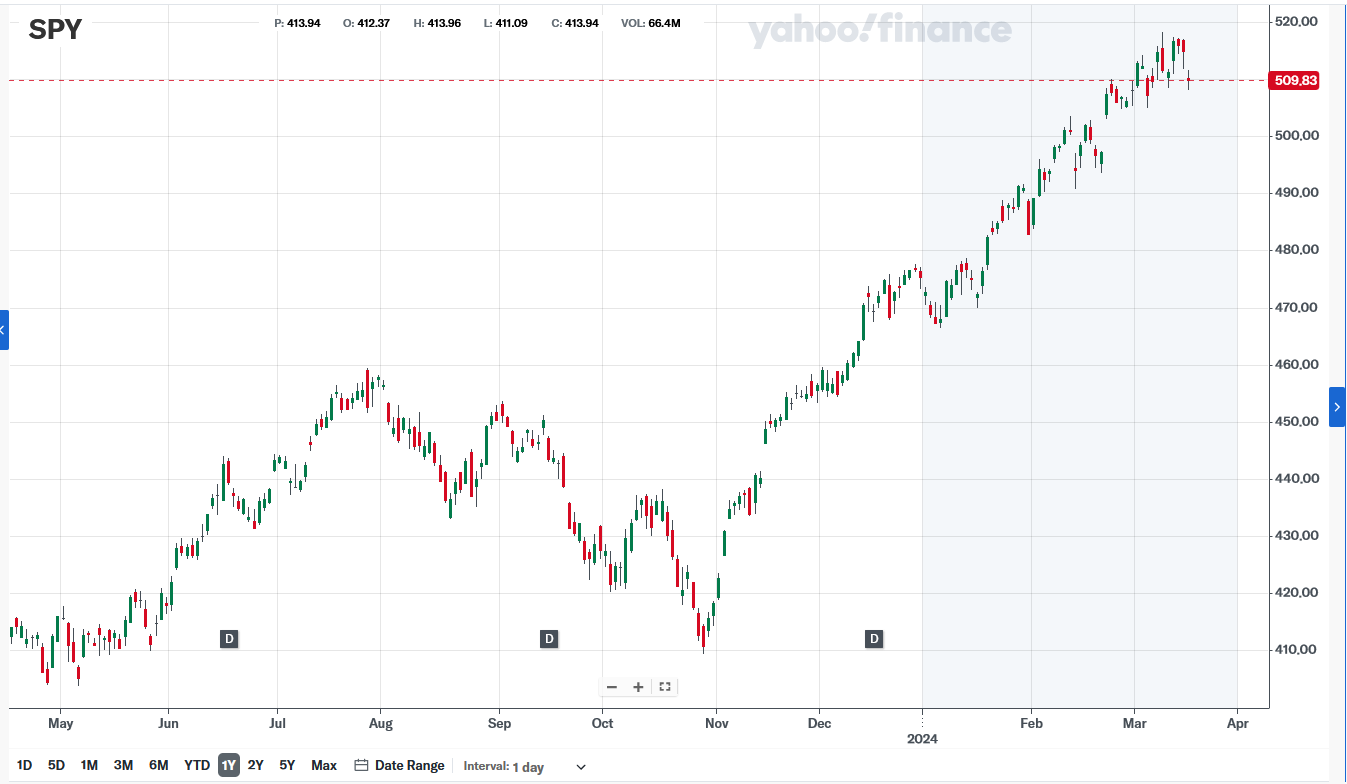 SPY
P: 413.94 O: 412.37 H: 413.96 L: 411.09 C: 413.94 VOL: 66.4M
yahoo!finance
520,00
509,83
500,00
490,00
480,00
470,00
460,00
450,00
440,00
430,00
420,00
410,00
D D D
May Jun Jul Aug Sep Oct Nov Dec Feb Mar Apr
2024
1D 5D 1M 3M 6M YTD 1Y 2Y 5Y Max Date Range Interval: 1 day